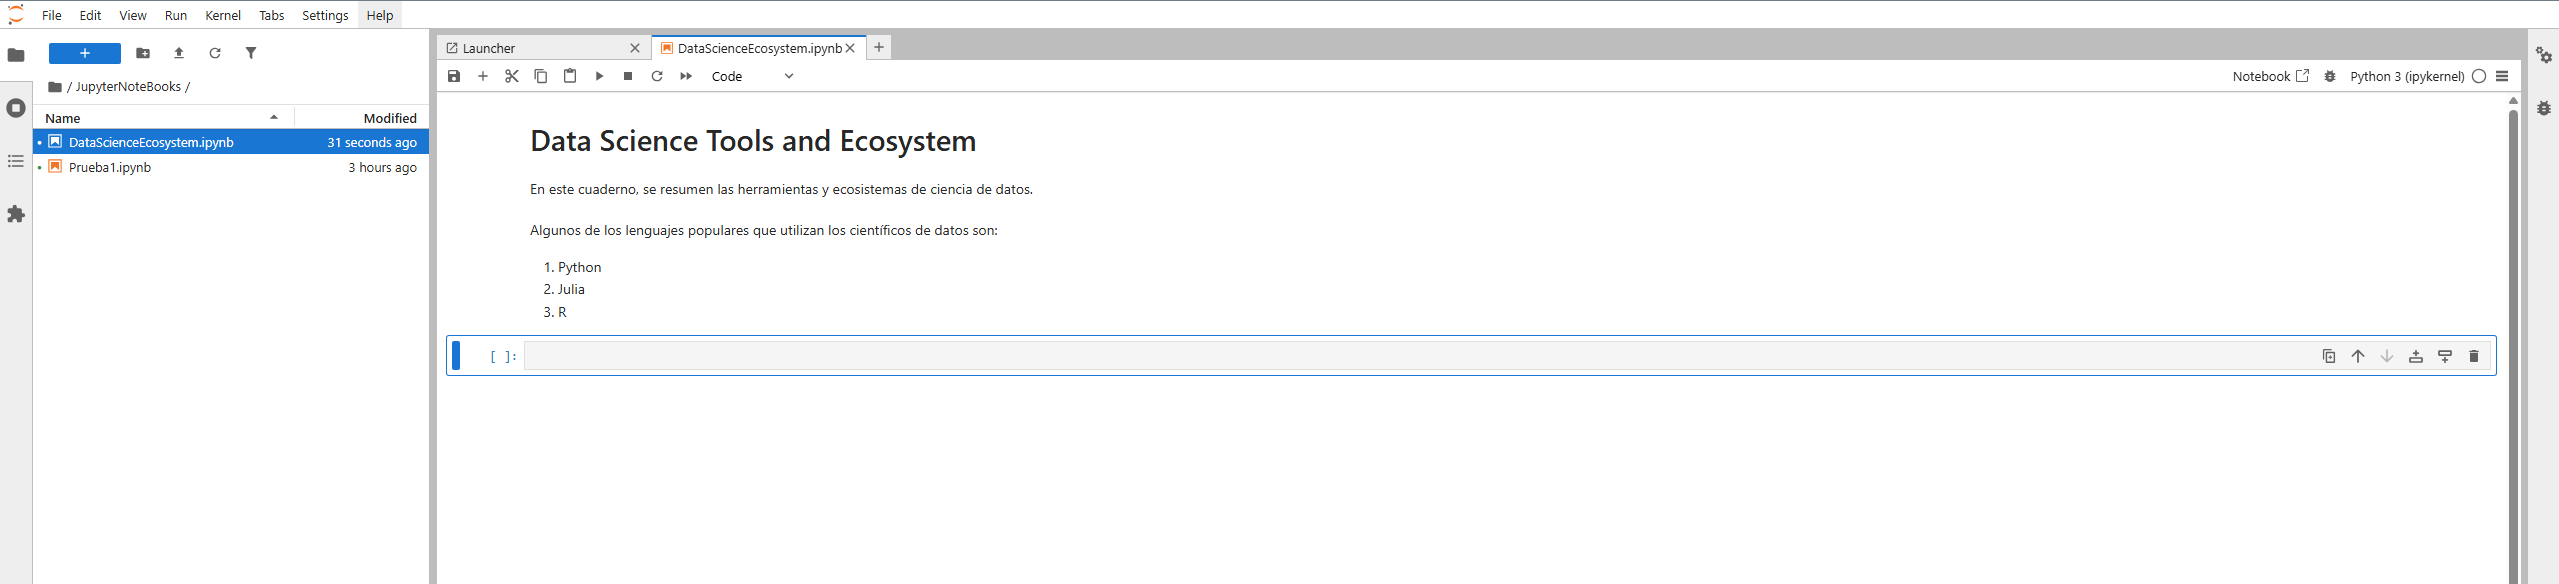 File Edit View Run Kernel Tabs Settings Help
/ JupyterNoteBooks /
Name Modified
DataScienceEcosystem.ipynb 31 seconds ago
Prueba1.ipynb 3 hours ago
Launcher DataScienceEcosystem.ipynb
Code Notebook Python 3 (ipykernel)
Data Science Tools and Ecosystem
En este cuaderno, se resumen las herramientas y ecosistemas de ciencia de datos.
Algunos de los lenguajes populares que utilizan los científicos de datos son:
1. Python
2. Julia
3. R
[ ]: